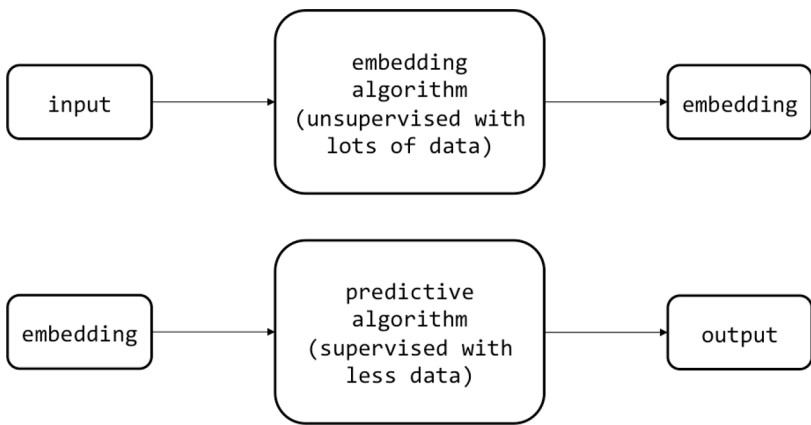 input
embedding
algorithm
(unsupervised with
lots of data)
embedding
embedding
predictive
algorithm
(supervised with
less data)
output